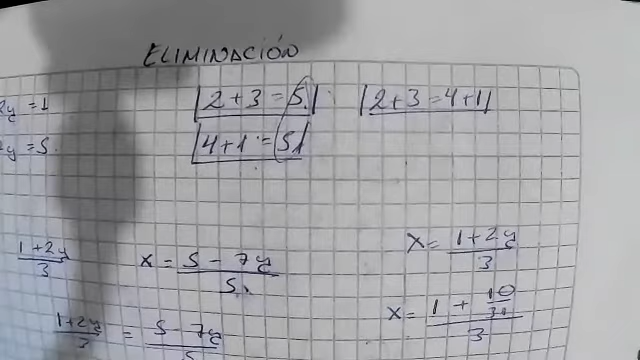 ELIMINACIÓN
2y = 1
y = 5.
|2 + 3 = 5|
|4 + 1 = 5|
|2 + 3 = 4 + 1|
1 + 2y / 3
x = 5 - 7y / 5
1 + 2y / 3 = 5 - 7y / 5
x = 1 + 2y / 3
x = 1 + 10/31 / 3